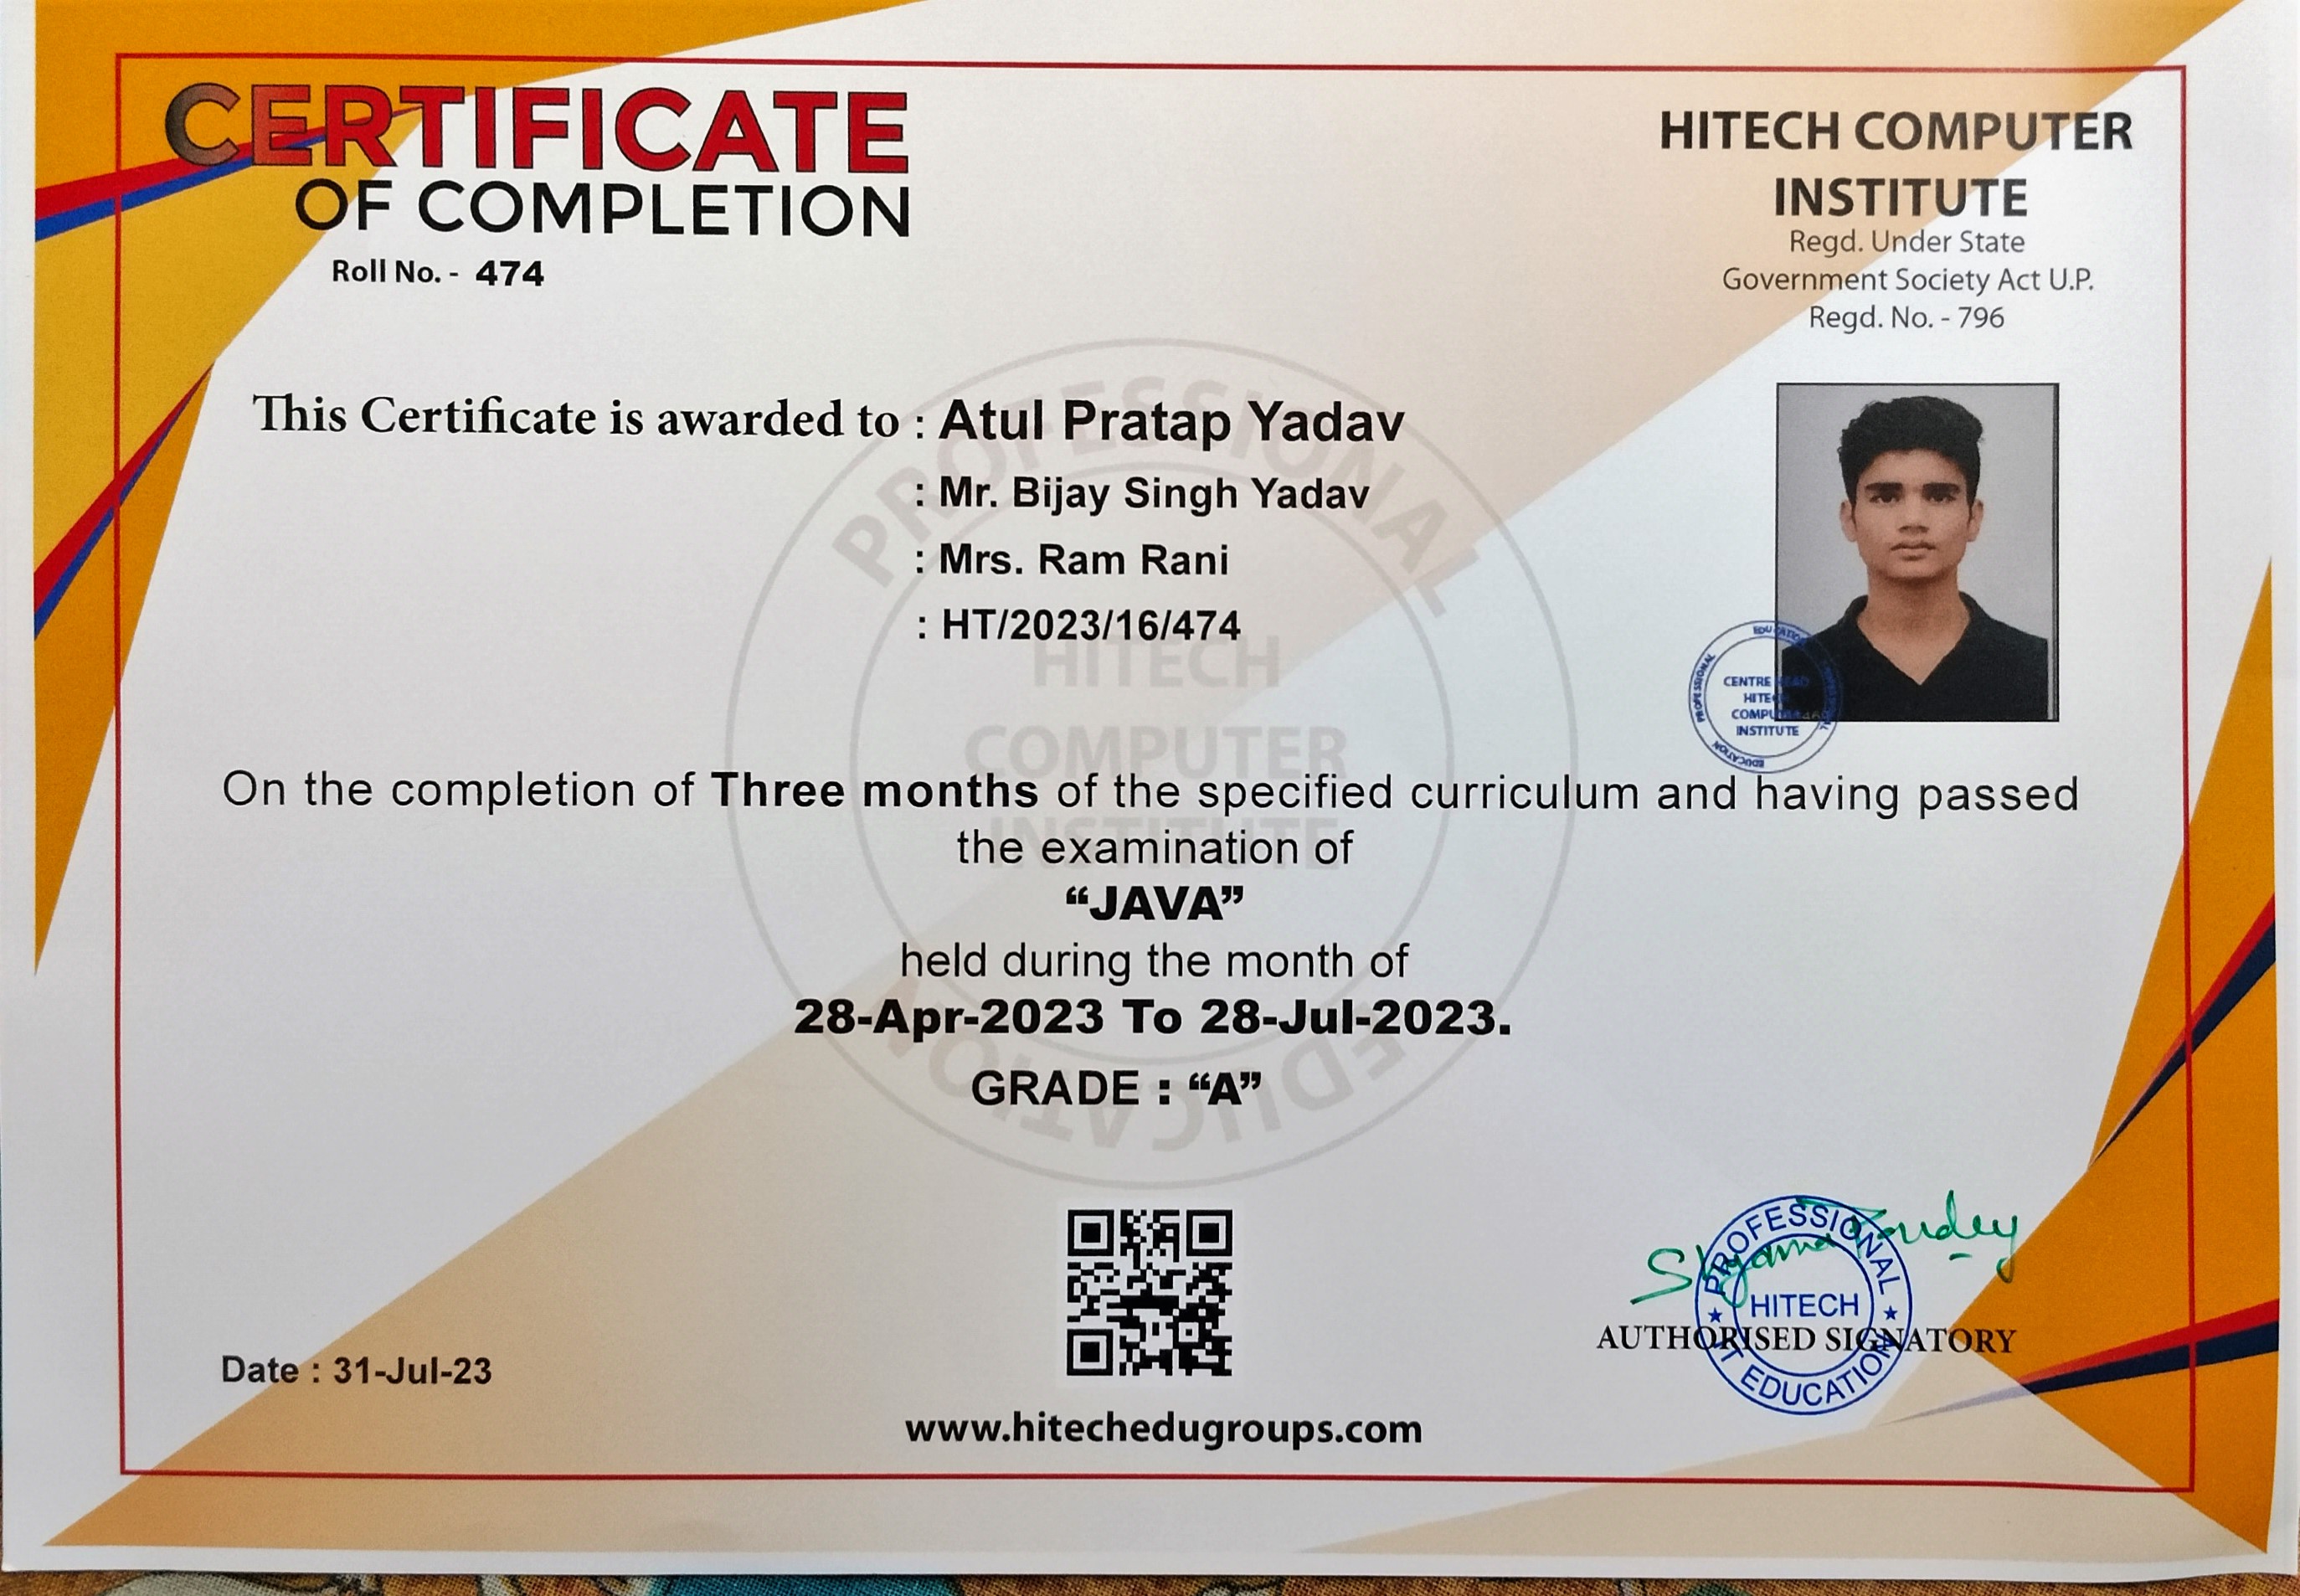 CERTIFICATE
OF COMPLETION
Roll No. - 474
HITECH COMPUTER
INSTITUTE
Regd. Under State
Government Society Act U.P.
Regd. No. - 796
This Certificate is awarded to : Atul Pratap Yadav
: Mr. Bijay Singh Yadav
: Mrs. Ram Rani
: HT/2023/16/474
PROFESSIONAL
HITECH
COMPUTER
INSTITUTE
EDUCATION
EDUCATION
PROFESSIONAL
CENTRE HEAD
HITECH
COMPUTER
INSTITUTE
EDUCATION
On the completion of Three months of the specified curriculum and having passed
the examination of
“JAVA”
held during the month of
28-Apr-2023 To 28-Jul-2023.
GRADE : “A”
PROFESSIONAL
HITECH
IT EDUCATION
AUTHORISED SIGNATORY
Date : 31-Jul-23
www.hitechedugroups.com